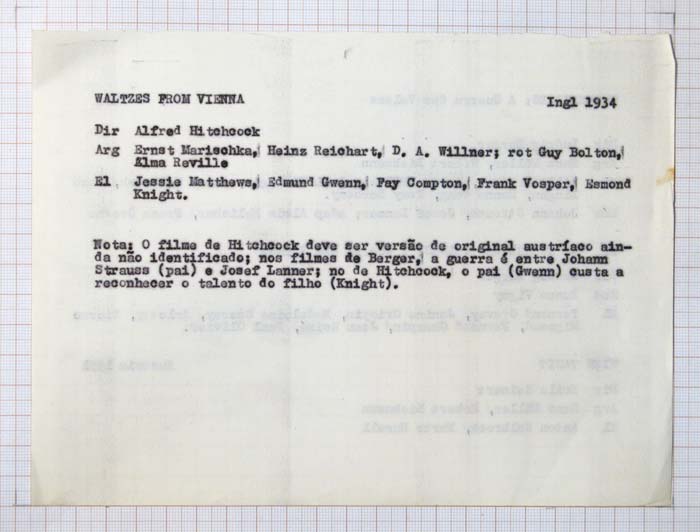 WALTZES FROM VIENNA Ingl 1934
Dir Alfred Hitchcock
Arg Ernst Marischka, Heinz Reichart, D. A. Willner; rot Guy Bolton,
Elma Reville
El Jessie Matthews, Edmund Gwenn, Fay Compton, Frank Vosper, Esmond
Knight.
Nota: O filme de Hitchcock deve ser versão de original austríaco ain-
da não identificado; nos filmes de Berger, a guerra é entre Johann
Strauss (pai) e Josef Lanner; no de Hitchcock, o pai (Gwenn) custa a
reconhecer o talento do filho (Knight).